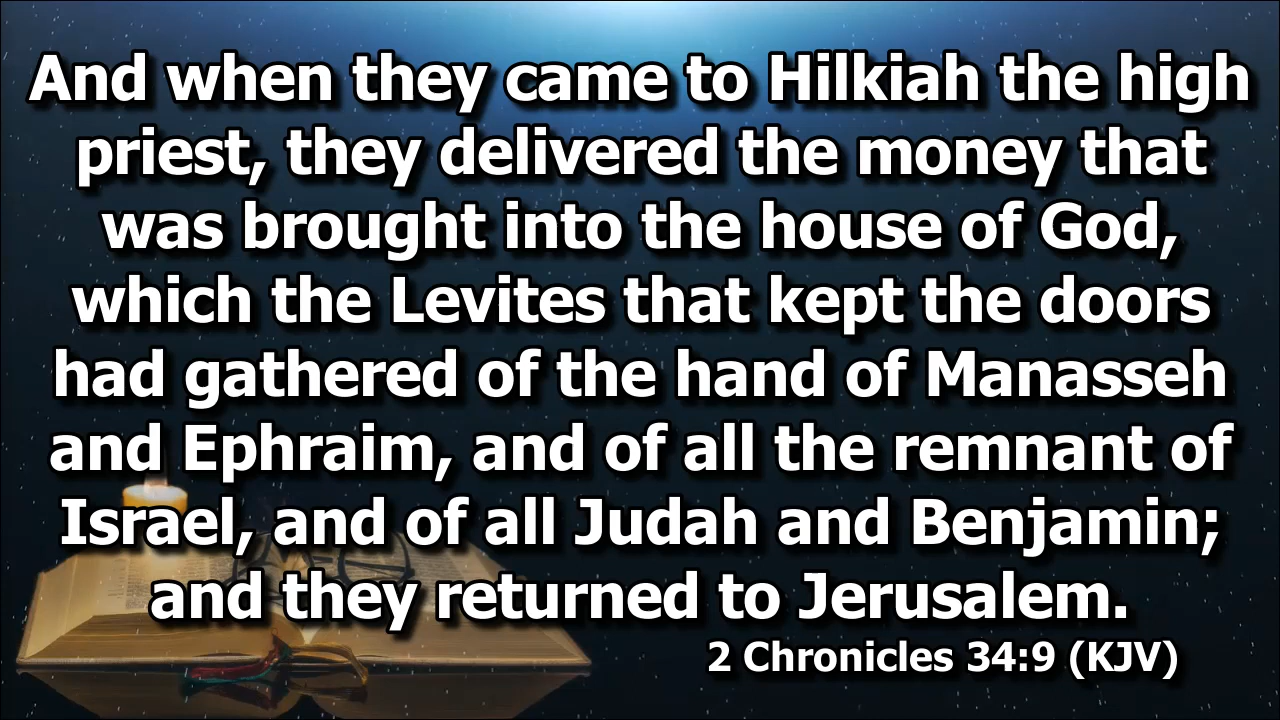 And when they came to Hilkiah the high
priest, they delivered the money that
was brought into the house of God,
which the Levites that kept the doors
had gathered of the hand of Manasseh
and Ephraim, and of all the remnant of
Israel, and of all Judah and Benjamin;
and they returned to Jerusalem.
2 Chronicles 34:9 (KJV)